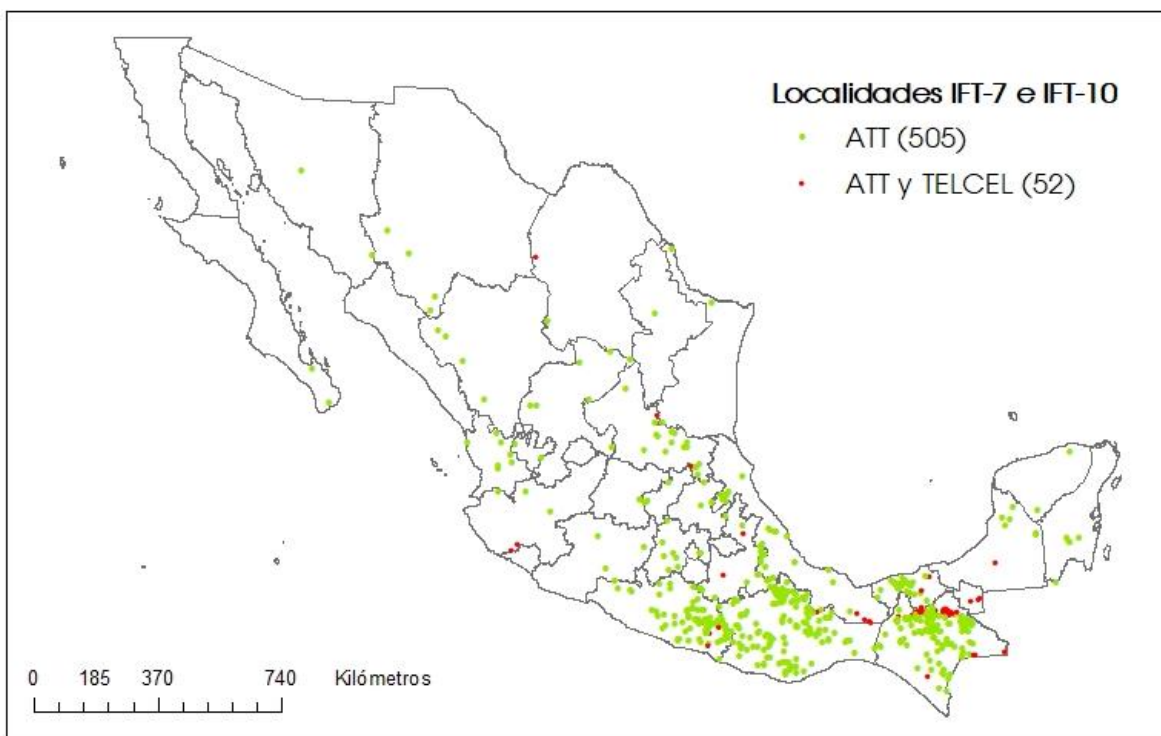 Localidades IFT-7 e IFT-10
ATT (505)
ATT y TELCEL (52)
0 185 370 740 Kilómetros